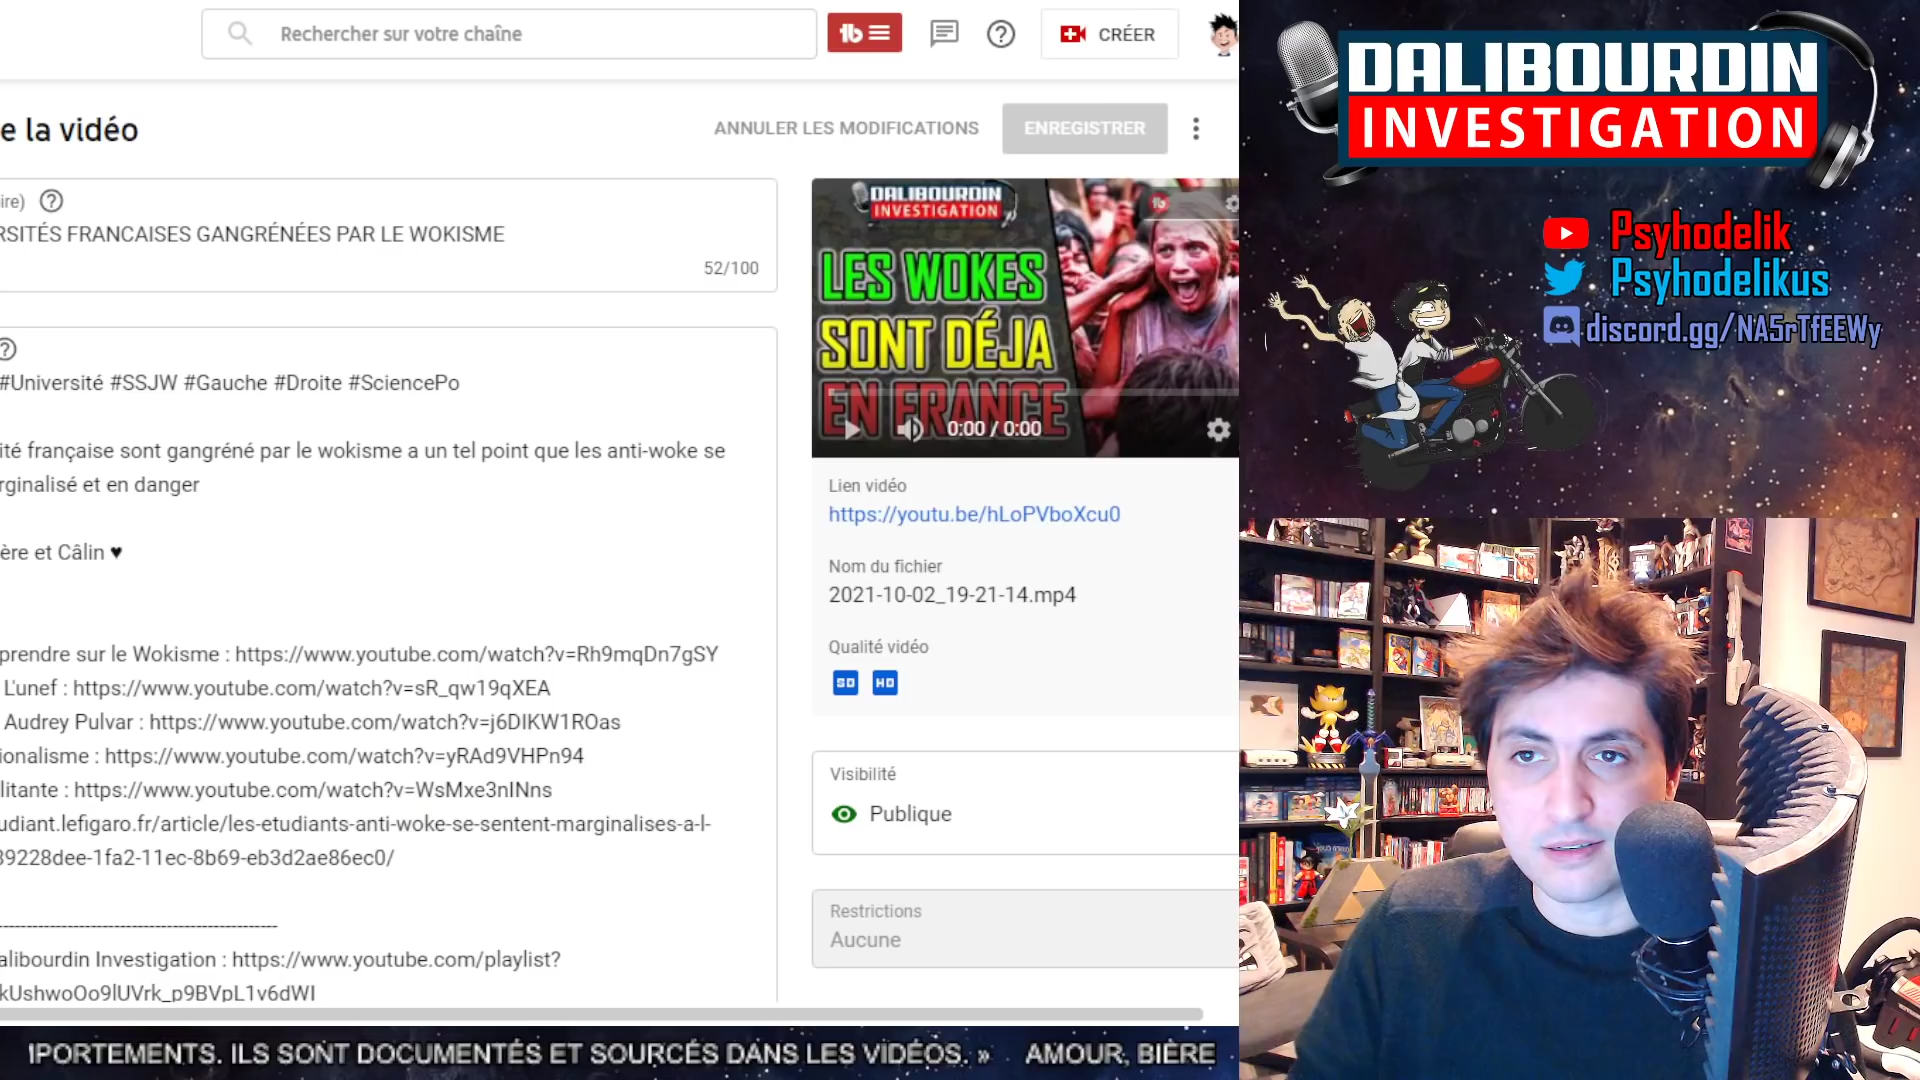 Rechercher sur votre chaîne
CRÉER
e la vidéo
ANNULER LES MODIFICATIONS
ENREGISTRER
ire)
RSITÉS FRANCAISES GANGRÉNÉES PAR LE WOKISME
52/100
#Université #SSJW #Gauche #Droite #SciencePo
ité française sont gangréné par le wokisme a un tel point que les anti-woke se
rginalisé et en danger
ère et Câlin ♥
prendre sur le Wokisme : https://www.youtube.com/watch?v=Rh9mqDn7gSY
L'unef : https://www.youtube.com/watch?v=sR_qw19qXEA
Audrey Pulvar : https://www.youtube.com/watch?v=j6DIKW1ROas
ionalisme : https://www.youtube.com/watch?v=yRAd9VHPn94
litante : https://www.youtube.com/watch?v=WsMxe3nINns
udiant.lefigaro.fr/article/les-etudiants-anti-woke-se-sentent-marginalises-a-l-
39228dee-1fa2-11ec-8b69-eb3d2ae86ec0/
alibourdin Investigation : https://www.youtube.com/playlist?
kUshwoOo9lUVrk_p9BVpL1v6dWI
DALIBOURDIN
INVESTIGATION
LES WOKES
SONT DÉJA
EN FRANCE
0:00 / 0:00
Lien vidéo
https://youtu.be/hLoPVboXcu0
Nom du fichier
2021-10-02_19-21-14.mp4
Qualité vidéo
SD HD
Visibilité
Publique
Restrictions
Aucune
DALIBOURDIN
INVESTIGATION
Psyhodelik
Psyhodelikus
discord.gg/NA5rTfEEWy
IPORTEMENTS. ILS SONT DOCUMENTÉS ET SOURCÉS DANS LES VIDÉOS. » AMOUR, BIÈRE